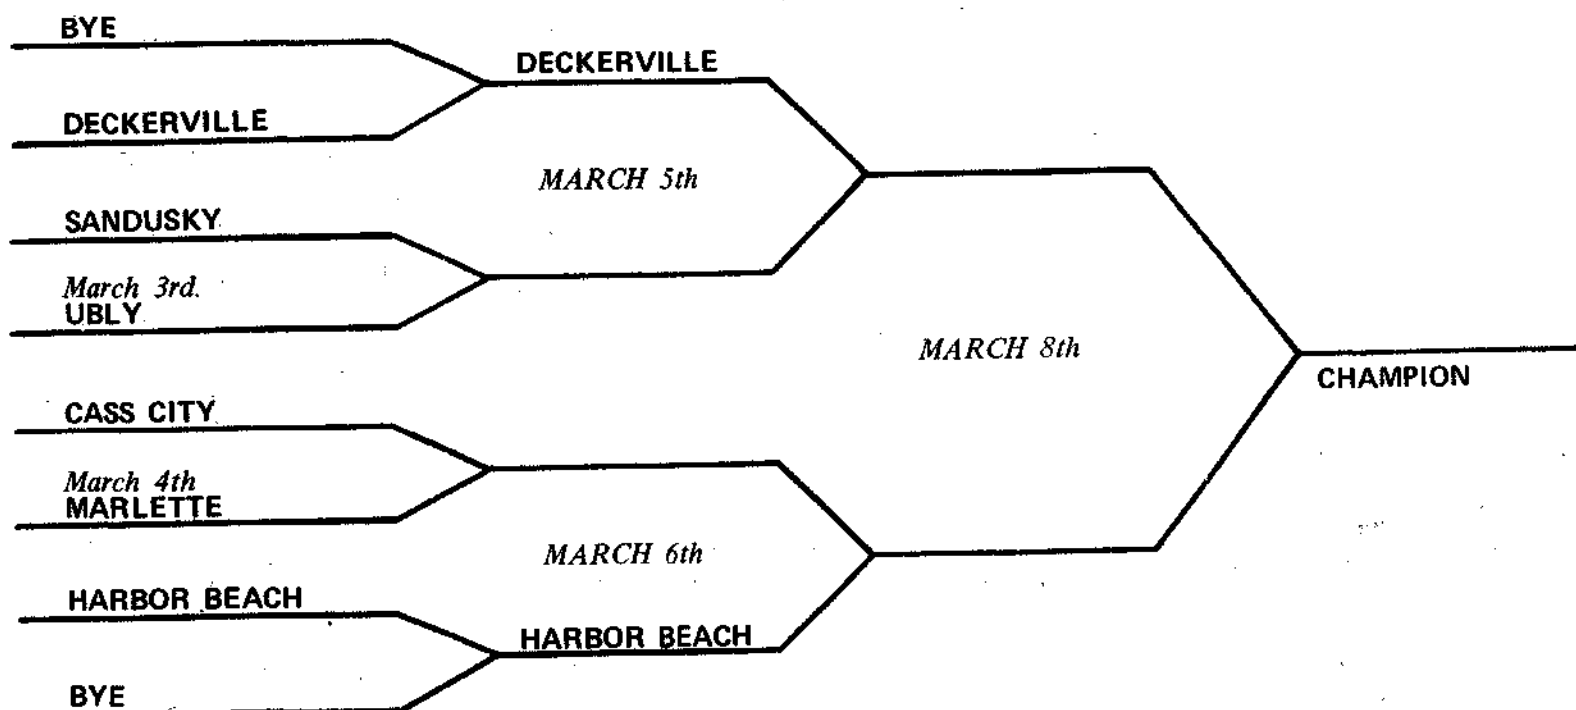 BYE
DECKERVILLE
DECKERVILLE
MARCH 5th
SANDUSKY
March 3rd.
UBLY
MARCH 8th
CHAMPION
CASS CITY
March 4th
MARLETTE
MARCH 6th
HARBOR BEACH
HARBOR BEACH
BYE